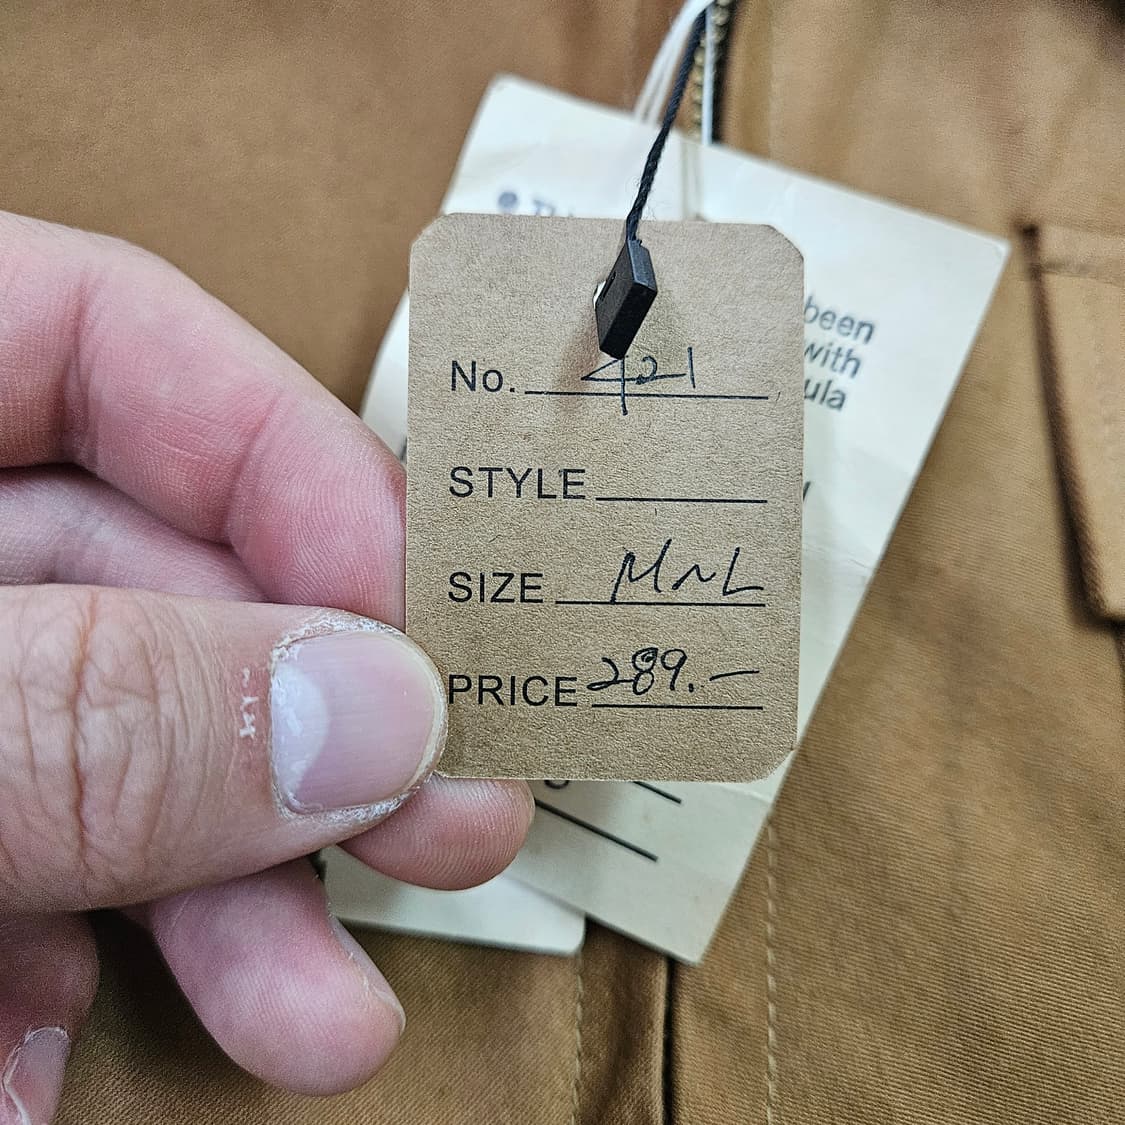 No. 421
STYLE
SIZE M~L
PRICE 289.-
been
with
ula